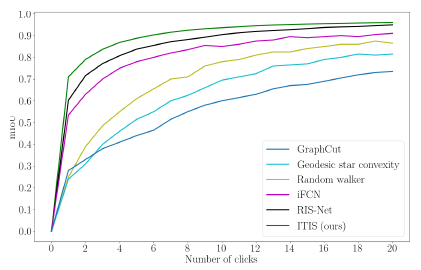 1.0
0.9
0.8
0.7
0.6
0.5
0.4
0.3
0.2
0.1
0.0
mIoU
0 2 4 6 8 10 12 14 16 18 20
Number of clicks
GraphCut
Geodesic star convexity
Random walker
iFCN
RIS-Net
ITIS (ours)